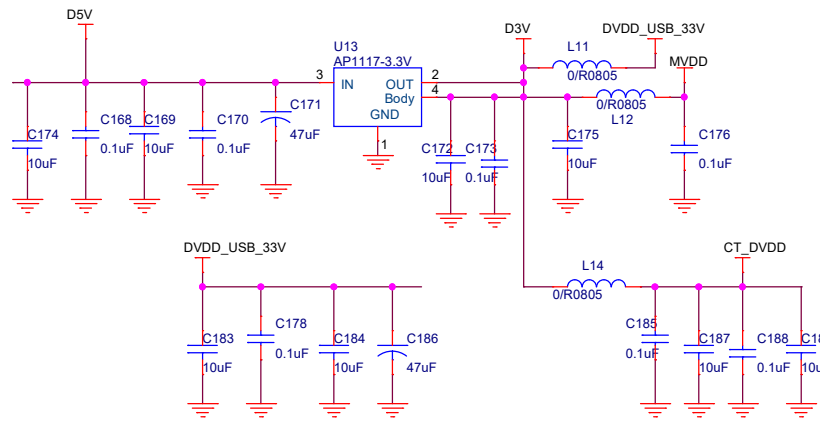 D5V
D3V
DVDD_USB_33V
U13
AP1117-3.3V
L11
MVDD
3
IN
OUT
2
0/R0805
Body
4
0/R0805
GND
L12
1
C174
10uF
C168
0.1uF
C169
10uF
C170
0.1uF
C171
47uF
C172
10uF
C173
0.1uF
C175
10uF
C176
0.1uF
DVDD_USB_33V
CT_DVDD
L14
0/R0805
C183
10uF
C178
0.1uF
C184
10uF
C186
47uF
C185
0.1uF
C187
10uF
C188
0.1uF
10uF